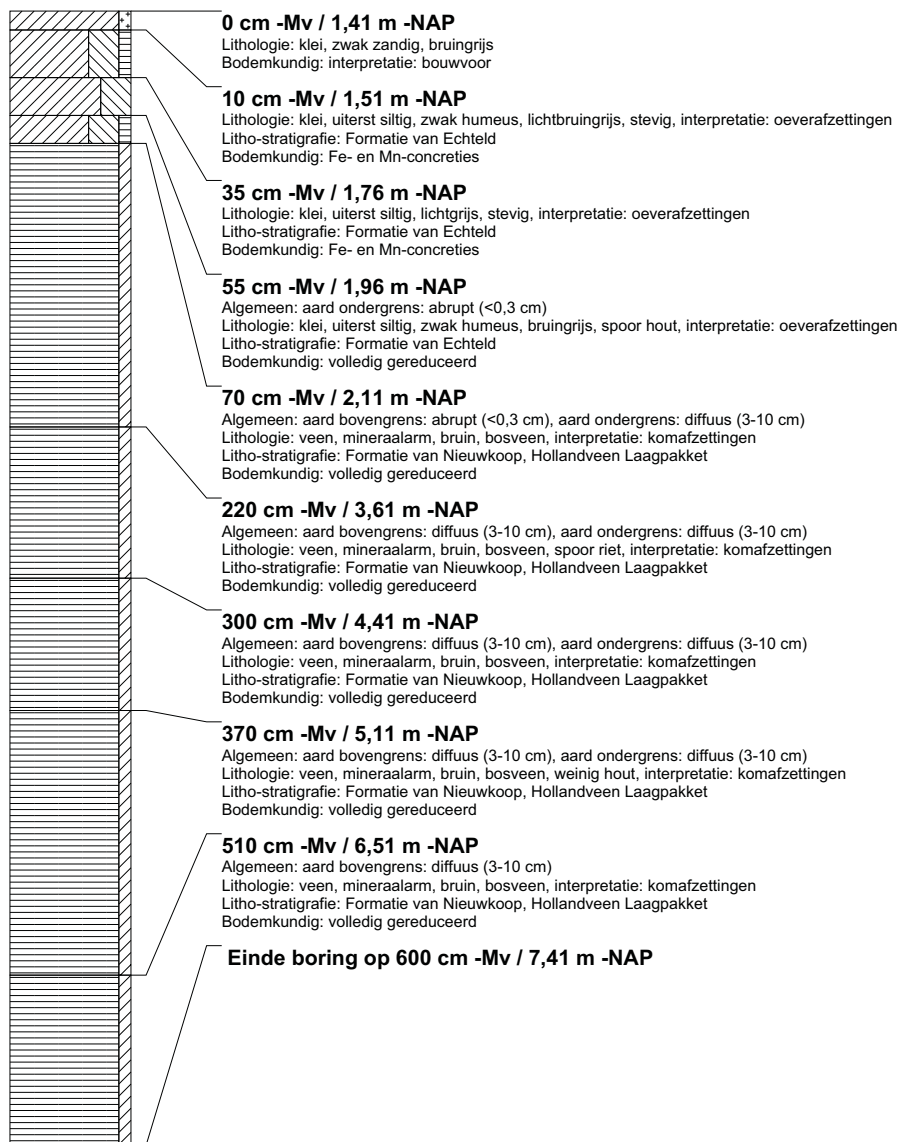 0 cm -Mv / 1,41 m -NAP
Lithologie: klei, zwak zandig, bruingrijs
Bodemkundig: interpretatie: bouwvoor
10 cm -Mv / 1,51 m -NAP
Lithologie: klei, uiterst siltig, zwak humeus, lichtbruingrijs, stevig, interpretatie: oeverafzettingen
Litho-stratigrafie: Formatie van Echteld
Bodemkundig: Fe- en Mn-concreties
35 cm -Mv / 1,76 m -NAP
Lithologie: klei, uiterst siltig, lichtgrijs, stevig, interpretatie: oeverafzettingen
Litho-stratigrafie: Formatie van Echteld
Bodemkundig: Fe- en Mn-concreties
55 cm -Mv / 1,96 m -NAP
Algemeen: aard ondergrens: abrupt (<0,3 cm)
Lithologie: klei, uiterst siltig, zwak humeus, bruingrijs, spoor hout, interpretatie: oeverafzettingen
Litho-stratigrafie: Formatie van Echteld
Bodemkundig: volledig gereduceerd
70 cm -Mv / 2,11 m -NAP
Algemeen: aard bovengrens: abrupt (<0,3 cm), aard ondergrens: diffuus (3-10 cm)
Lithologie: veen, mineraalarm, bruin, bosveen, interpretatie: komafzettingen
Litho-stratigrafie: Formatie van Nieuwkoop, Hollandveen Laagpakket
Bodemkundig: volledig gereduceerd
220 cm -Mv / 3,61 m -NAP
Algemeen: aard bovengrens: diffuus (3-10 cm), aard ondergrens: diffuus (3-10 cm)
Lithologie: veen, mineraalarm, bruin, bosveen, spoor riet, interpretatie: komafzettingen
Litho-stratigrafie: Formatie van Nieuwkoop, Hollandveen Laagpakket
Bodemkundig: volledig gereduceerd
300 cm -Mv / 4,41 m -NAP
Algemeen: aard bovengrens: diffuus (3-10 cm), aard ondergrens: diffuus (3-10 cm)
Lithologie: veen, mineraalarm, bruin, bosveen, interpretatie: komafzettingen
Litho-stratigrafie: Formatie van Nieuwkoop, Hollandveen Laagpakket
Bodemkundig: volledig gereduceerd
370 cm -Mv / 5,11 m -NAP
Algemeen: aard bovengrens: diffuus (3-10 cm), aard ondergrens: diffuus (3-10 cm)
Lithologie: veen, mineraalarm, bruin, bosveen, weinig hout, interpretatie: komafzettingen
Litho-stratigrafie: Formatie van Nieuwkoop, Hollandveen Laagpakket
Bodemkundig: volledig gereduceerd
510 cm -Mv / 6,51 m -NAP
Algemeen: aard bovengrens: diffuus (3-10 cm)
Lithologie: veen, mineraalarm, bruin, bosveen, interpretatie: komafzettingen
Litho-stratigrafie: Formatie van Nieuwkoop, Hollandveen Laagpakket
Bodemkundig: volledig gereduceerd
Einde boring op 600 cm -Mv / 7,41 m -NAP